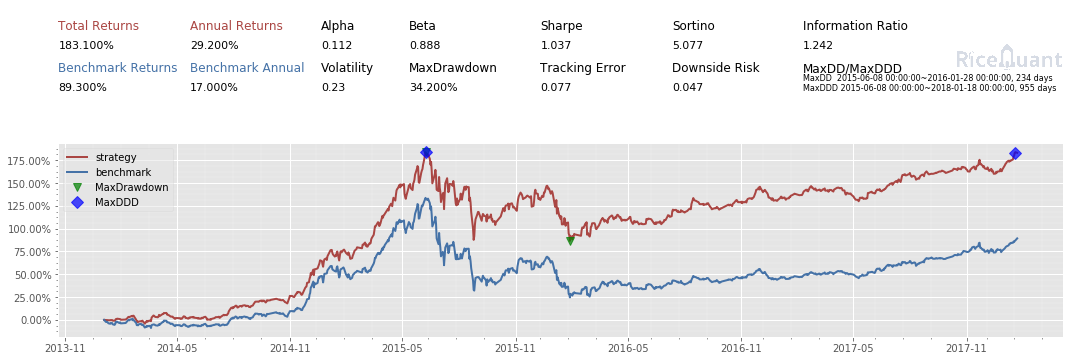 Total Returns Annual Returns Alpha Beta Sharpe Sortino Information Ratio
183.100% 29.200% 0.112 0.888 1.037 5.077 1.242
RiceQuant
Benchmark Returns Benchmark Annual Volatility MaxDrawdown Tracking Error Downside Risk MaxDD/MaxDDD
MaxDD 2015-06-08 00:00:00~2016-01-28 00:00:00, 234 days
89.300% 17.000% 0.23 34.200% 0.077 0.047 MaxDDD 2015-06-08 00:00:00~2018-01-18 00:00:00, 955 days
strategy
benchmark
MaxDrawdown
MaxDDD
175.00%
150.00%
125.00%
100.00%
75.00%
50.00%
25.00%
0.00%
2013-11 2014-05 2014-11 2015-05 2015-11 2016-05 2016-11 2017-05 2017-11